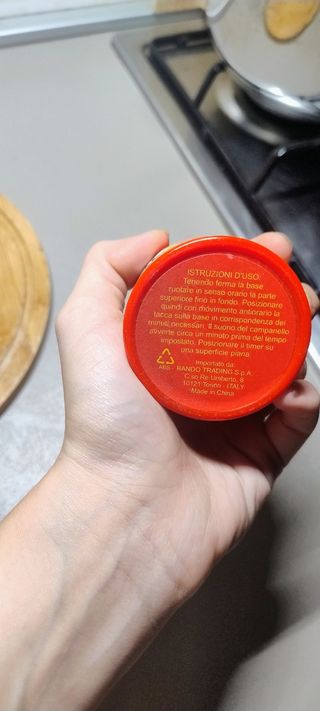 ISTRUZIONI D'USO:
Tenendo ferma la base
ruotate in senso orario la parte
superiore fino in fondo. Posizionare
quindi con movimento antiorario la
tacca sulla base in corrispondenza dei
minuti necessari. Il suono del campanello
avverte circa un minuto prima del tempo
impostato. Posizionare il timer su
una superficie piana.
Importato da:
ABS - RANDO TRADING S.p.A.
C.so Re Umberto, 8
10121 Torino - ITALY
Made in China